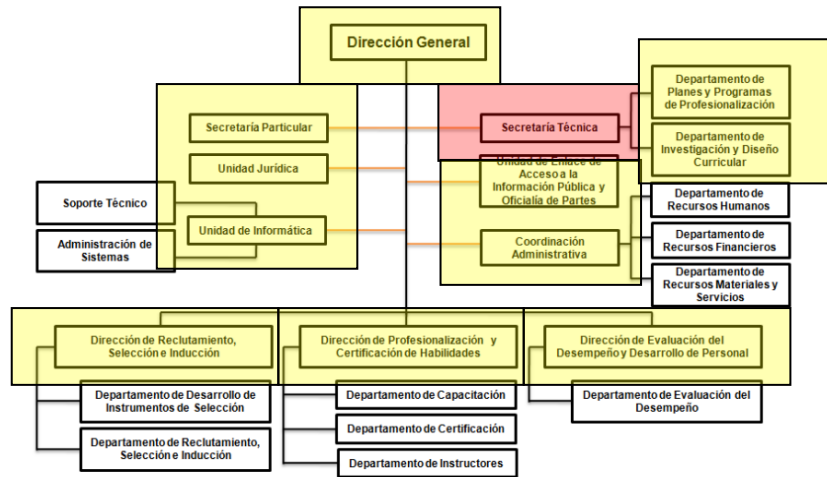 Dirección General
Departamento de
Planes y Programas
de Profesionalización
Secretaría Particular
Secretaría Técnica
Departamento de
Investigación y Diseño
Curricular
Unidad Jurídica
Unidad de Enlace de
Acceso a la
Información Pública y
Oficialía de Partes
Soporte Técnico
Departamento de
Recursos Humanos
Unidad de Informática
Administración de
Sistemas
Coordinación
Administrativa
Departamento de
Recursos Financieros
Departamento de
Recursos Materiales y
Servicios
Dirección de Reclutamiento,
Selección e Inducción
Dirección de Profesionalización y
Certificación de Habilidades
Dirección de Evaluación del
Desempeño y Desarrollo de Personal
Departamento de Desarrollo de
Instrumentos de Selección
Departamento de Capacitación
Departamento de Evaluación del
Desempeño
Departamento de Certificación
Departamento de Reclutamiento,
Selección e Inducción
Departamento de Instructores